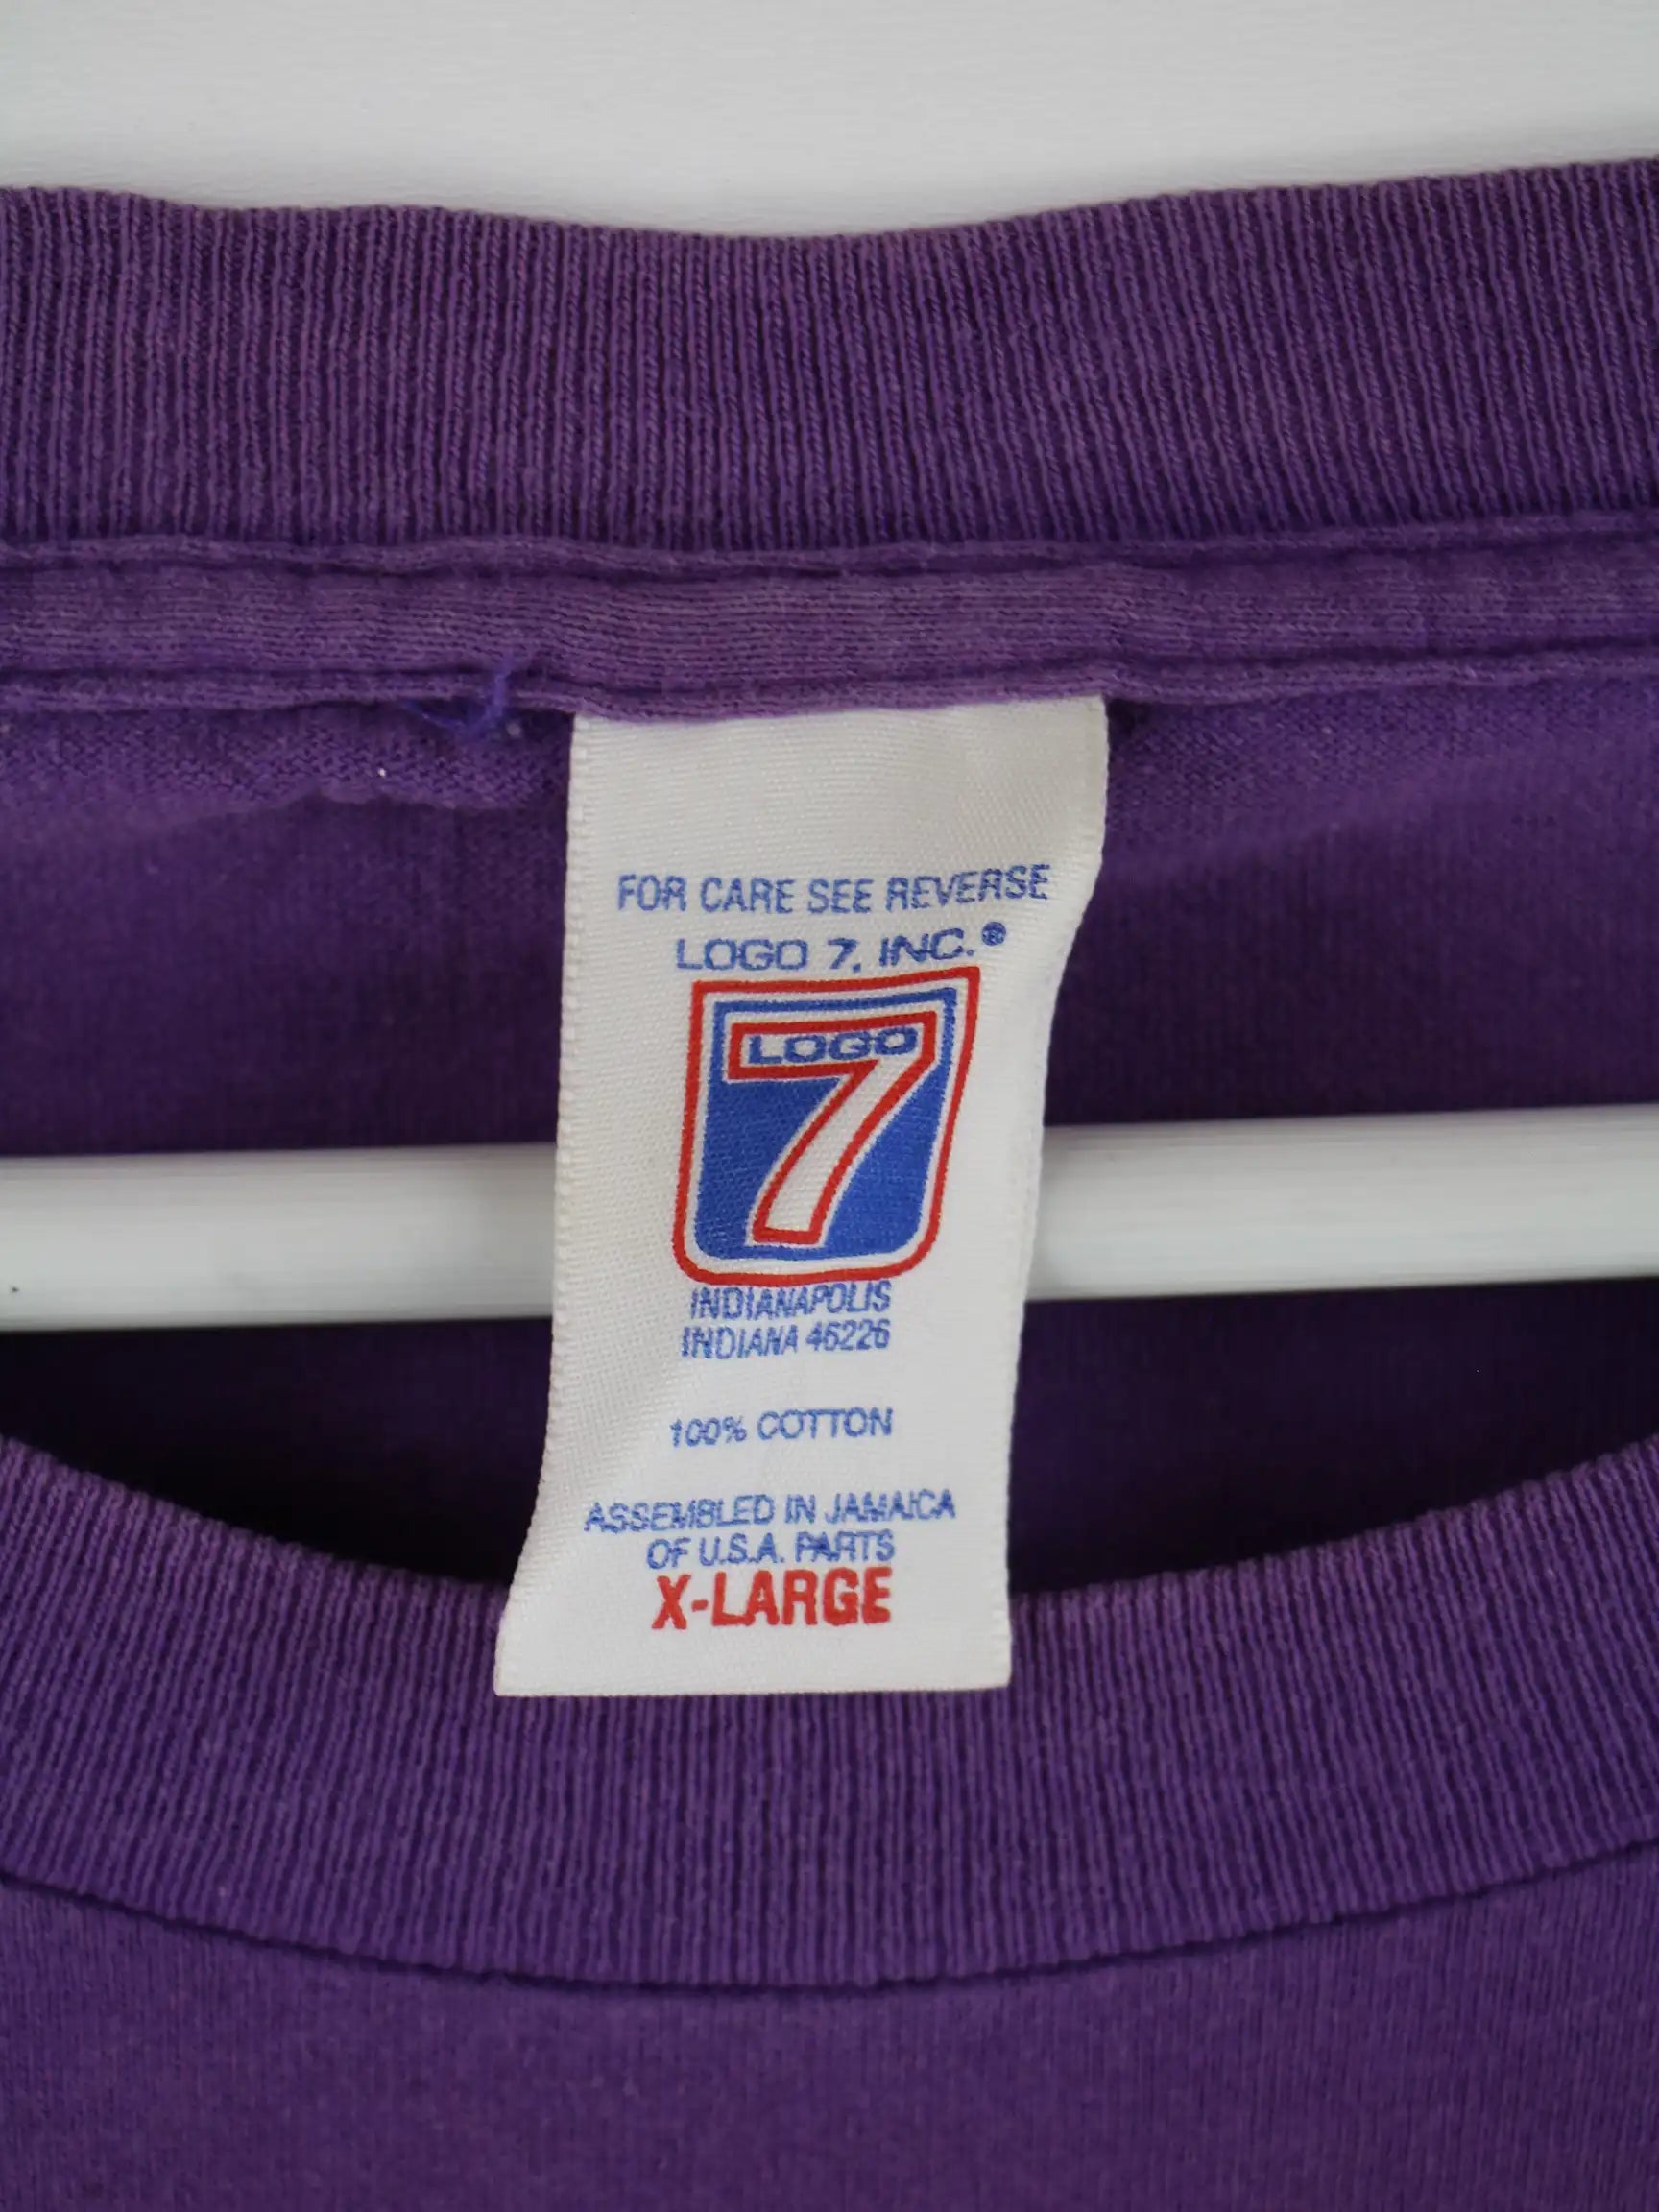 FOR CARE SEE REVERSE
LOGO 7, INC.®
LOGO
7
INDIANAPOLIS
INDIANA 46226
100% COTTON
ASSEMBLED IN JAMAICA
OF U.S.A. PARTS
X-LARGE